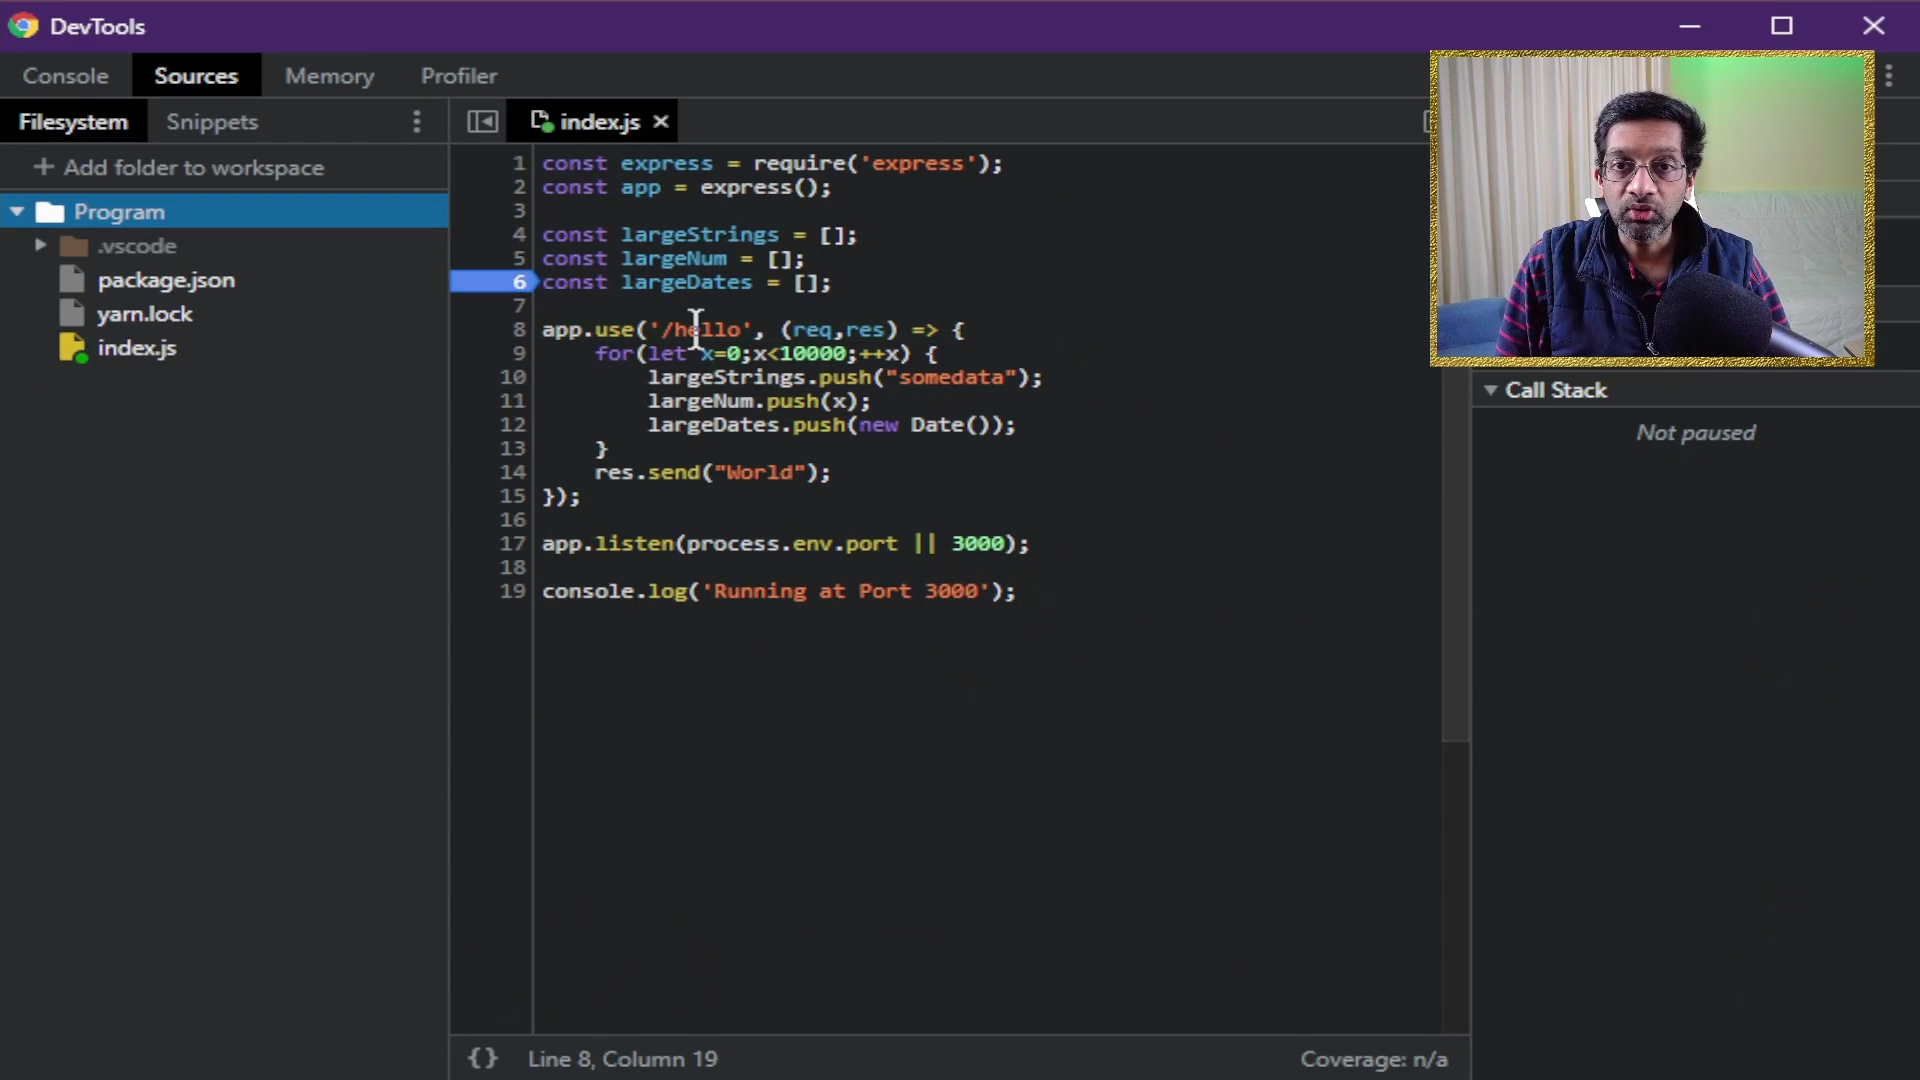 DevTools
Console Sources Memory Profiler
Filesystem Snippets
index.js
Add folder to workspace
Program
.vscode
package.json
yarn.lock
index.js
1 const express = require('express');
2 const app = express();
3
4 const largeStrings = [];
5 const largeNum = [];
6 const largeDates = [];
7
8 app.use('/hello', (req,res) => {
9 for(let x=0;x<10000;++x) {
10 largeStrings.push("somedata");
11 largeNum.push(x);
12 largeDates.push(new Date());
13 }
14 res.send("World");
15 });
16
17 app.listen(process.env.port || 3000);
18
19 console.log('Running at Port 3000');
Call Stack
Not paused
{} Line 8, Column 19
Coverage: n/a